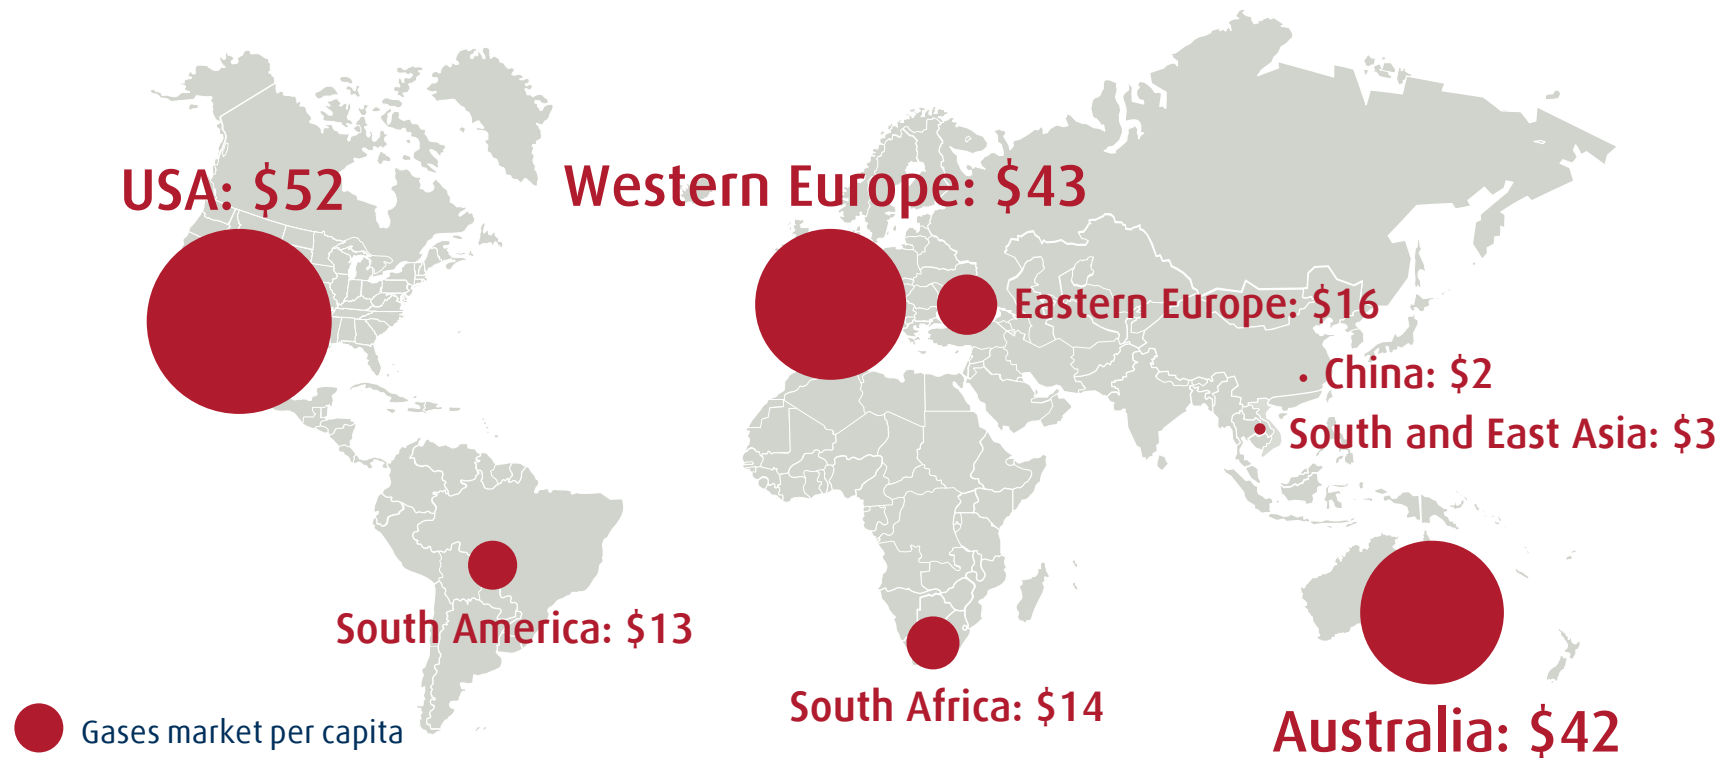 USA: $52
Western Europe: $43
Eastern Europe: $16
China: $2
South and East Asia: $3
South America: $13
South Africa: $14
Australia: $42
Gases market per capita